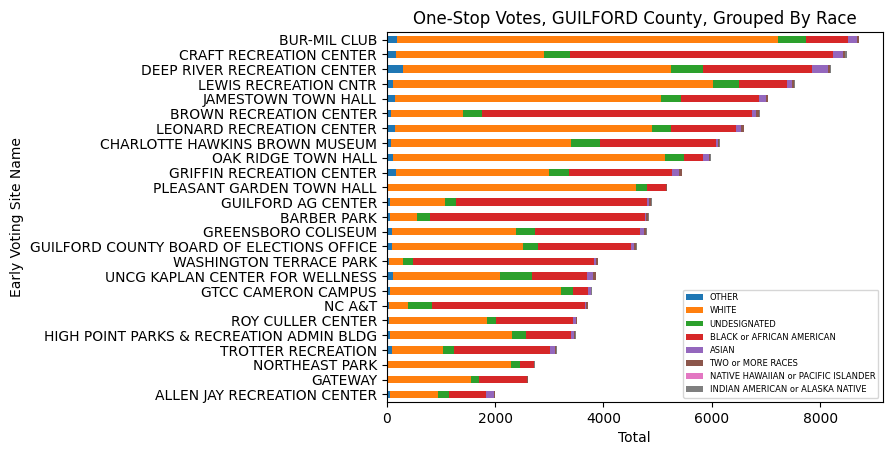 One-Stop Votes, GUILFORD County, Grouped By Race
Early Voting Site Name
BUR-MIL CLUB
CRAFT RECREATION CENTER
DEEP RIVER RECREATION CENTER
LEWIS RECREATION CNTR
JAMESTOWN TOWN HALL
BROWN RECREATION CENTER
LEONARD RECREATION CENTER
CHARLOTTE HAWKINS BROWN MUSEUM
OAK RIDGE TOWN HALL
GRIFFIN RECREATION CENTER
PLEASANT GARDEN TOWN HALL
GUILFORD AG CENTER
BARBER PARK
GREENSBORO COLISEUM
GUILFORD COUNTY BOARD OF ELECTIONS OFFICE
WASHINGTON TERRACE PARK
UNCG KAPLAN CENTER FOR WELLNESS
GTCC CAMERON CAMPUS
NC A&T
ROY CULLER CENTER
HIGH POINT PARKS & RECREATION ADMIN BLDG
TROTTER RECREATION
NORTHEAST PARK
GATEWAY
ALLEN JAY RECREATION CENTER
OTHER
WHITE
UNDESIGNATED
BLACK or AFRICAN AMERICAN
ASIAN
TWO or MORE RACES
NATIVE HAWAIIAN or PACIFIC ISLANDER
INDIAN AMERICAN or ALASKA NATIVE
0 2000 4000 6000 8000
Total